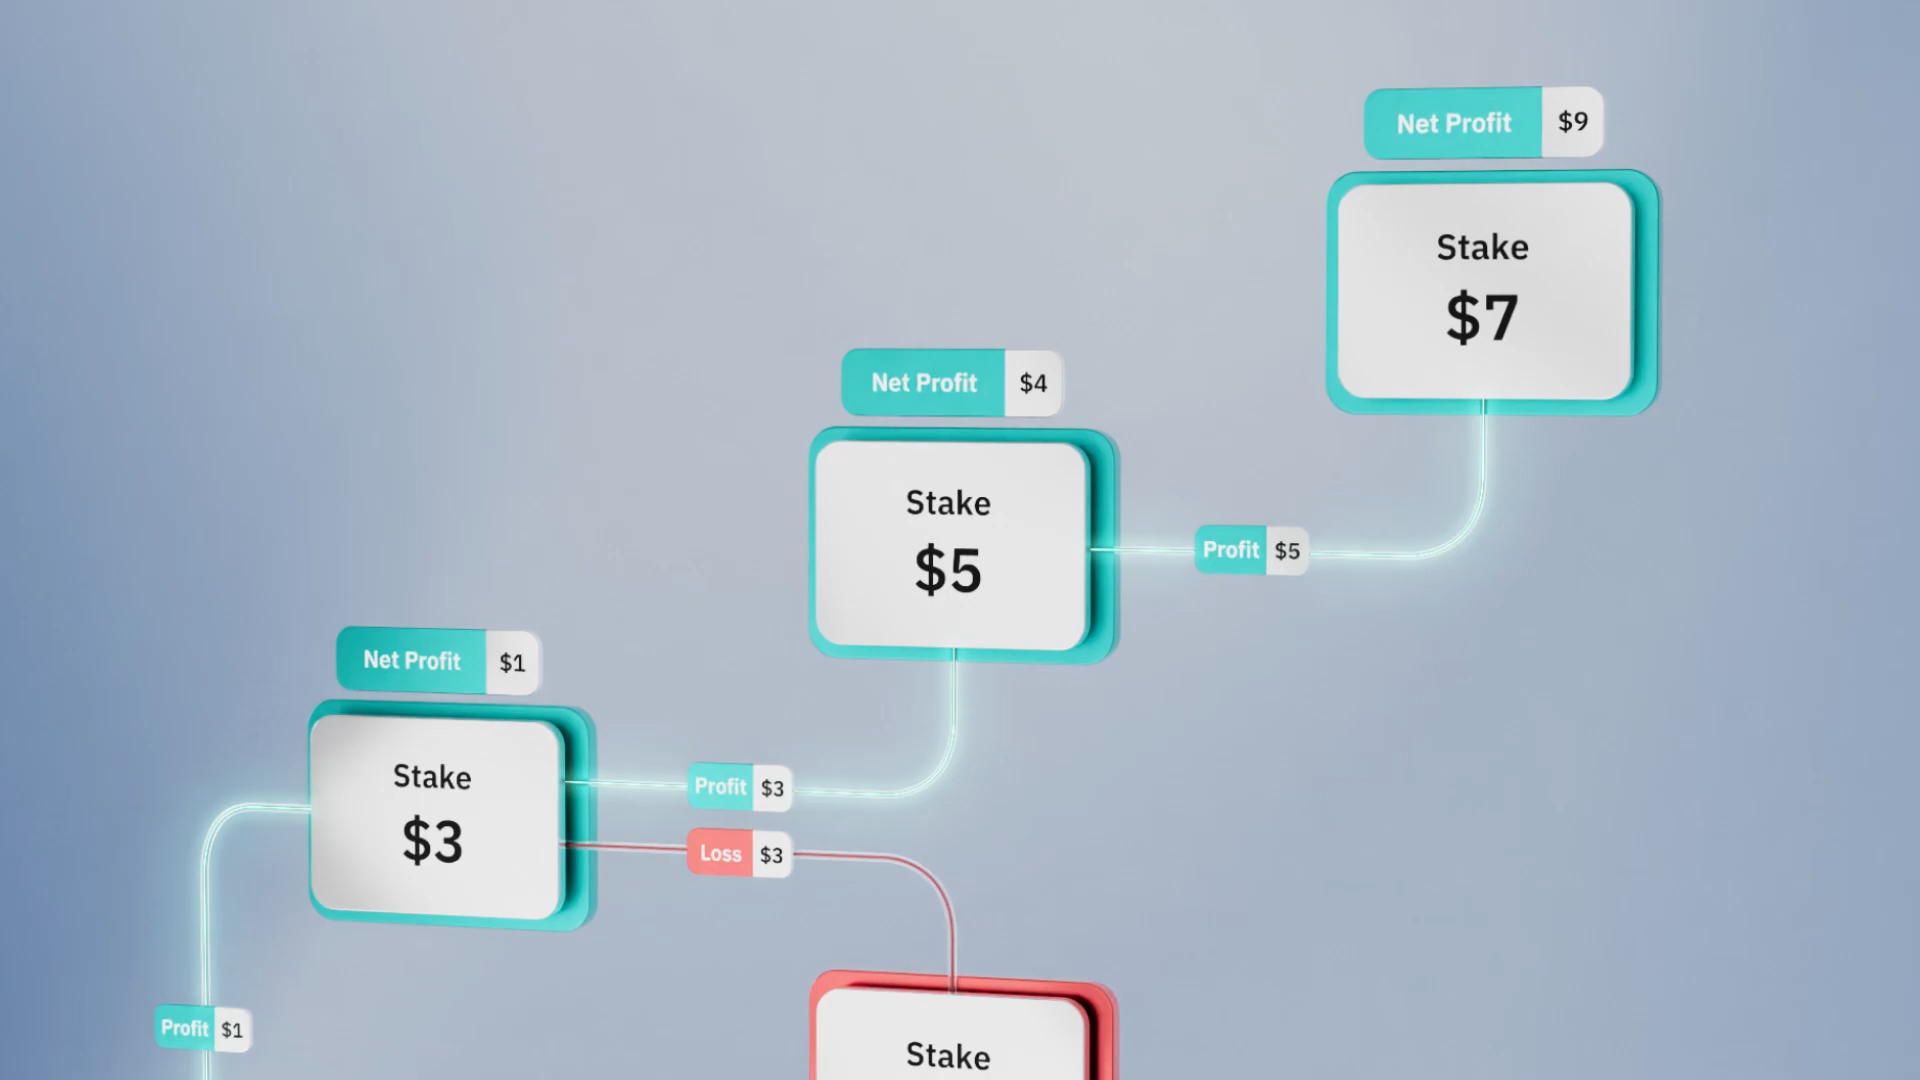 Net Profit $9
Stake
$7
Net Profit $4
Stake
$5
Profit $5
Net Profit $1
Stake
$3
Profit $3
Loss $3
Profit $1
Stake